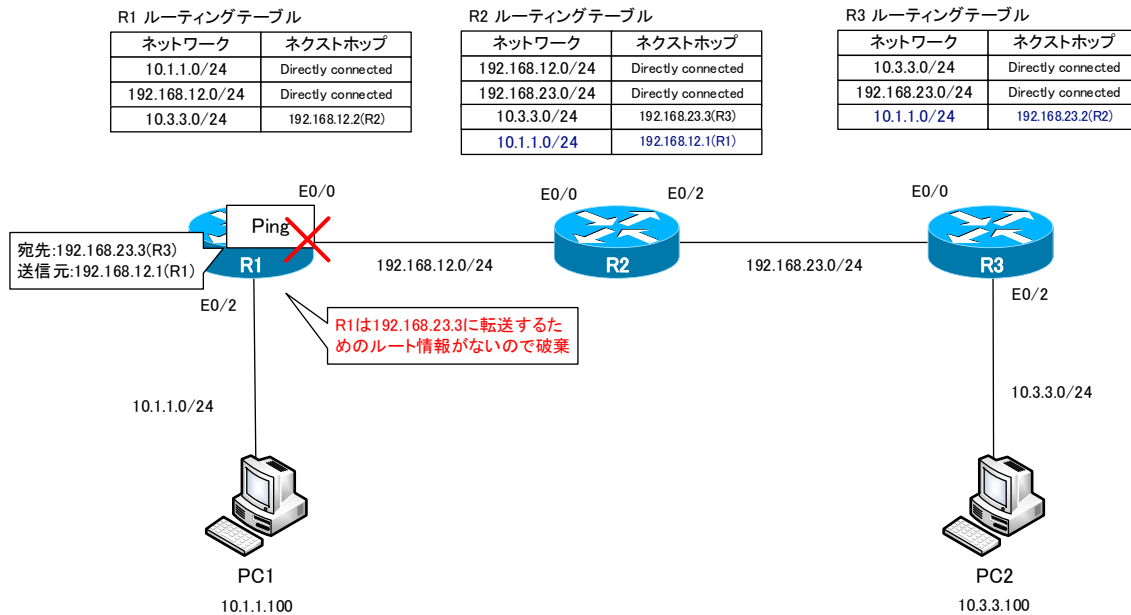 R1 ルーティングテーブル
ネットワーク ネクストホップ
10.1.1.0/24 Directly connected
192.168.12.0/24 Directly connected
10.3.3.0/24 192.168.12.2(R2)
R2 ルーティングテーブル
ネットワーク ネクストホップ
192.168.12.0/24 Directly connected
192.168.23.0/24 Directly connected
10.3.3.0/24 192.168.23.3(R3)
10.1.1.0/24 192.168.12.1(R1)
R3 ルーティングテーブル
ネットワーク ネクストホップ
10.3.3.0/24 Directly connected
192.168.23.0/24 Directly connected
10.1.1.0/24 192.168.23.2(R2)
E0/0
E0/0
E0/2
E0/0
Ping
宛先:192.168.23.3(R3)
送信元:192.168.12.1(R1)
R1
R2
R3
192.168.12.0/24
192.168.23.0/24
E0/2
E0/2
R1は192.168.23.3に転送するた
めのルート情報がないので破棄
10.1.1.0/24
10.3.3.0/24
PC1
10.1.1.100
PC2
10.3.3.100